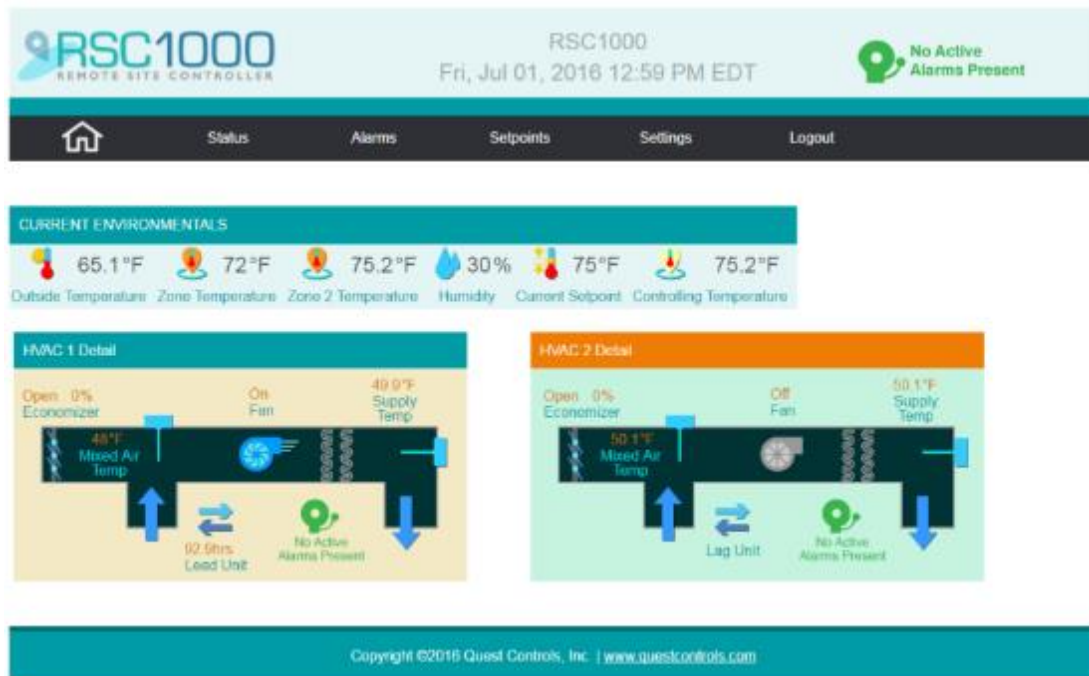 RSC1000
REMOTE SITE CONTROLLER
RSC1000
Fri, Jul 01, 2016 12:59 PM EDT
No Active
Alarms Present
Status Alarms Setpoints Settings Logout
CURRENT ENVIRONMENTALS
65.1°F 72°F 75.2°F 30% 75°F 75.2°F
Outside Temperature Zone Temperature Zone 2 Temperature Humidity Current Setpoint Controlling Temperature
HVAC 1 Detail
Open 0%
Economizer
On
Fan
49.9°F
Supply
Temp
48°F
Mixed Air
Temp
92.9hrs
Lead Unit
No Active
Alarms Present
HVAC 2 Detail
Open 0%
Economizer
Off
Fan
50.1°F
Supply
Temp
50.1°F
Mixed Air
Temp
Lag Unit
No Active
Alarms Present
Copyright ©2016 Quest Controls, Inc. | www.questcontrols.com